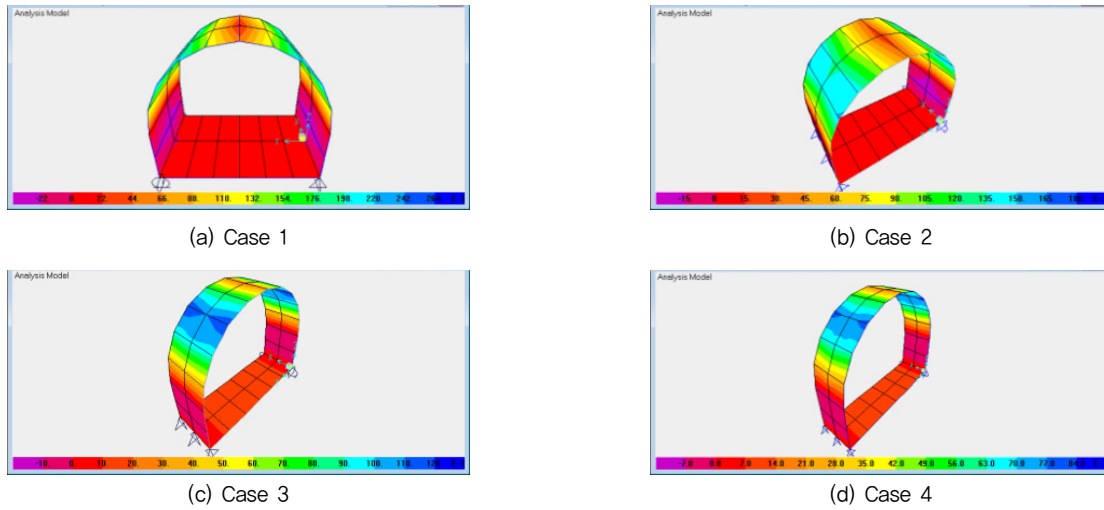 Analysis Model
-22. 0. 22. 44. 66. 88. 110. 132. 154. 176. 198. 220. 242.
(a) Case 1
Analysis Model
-15. 0. 15. 30. 45. 60. 75. 90. 105. 120. 135. 150. 165.
(b) Case 2
Analysis Model
-10. 0. 10. 20. 30. 40. 50. 60. 70. 80. 90. 100. 110.
(c) Case 3
Analysis Model
-7.0 0.0 7.0 14.0 21.0 28.0 35.0 42.0 49.0 56.0 63.0 70.0 77.0 84.0
(d) Case 4